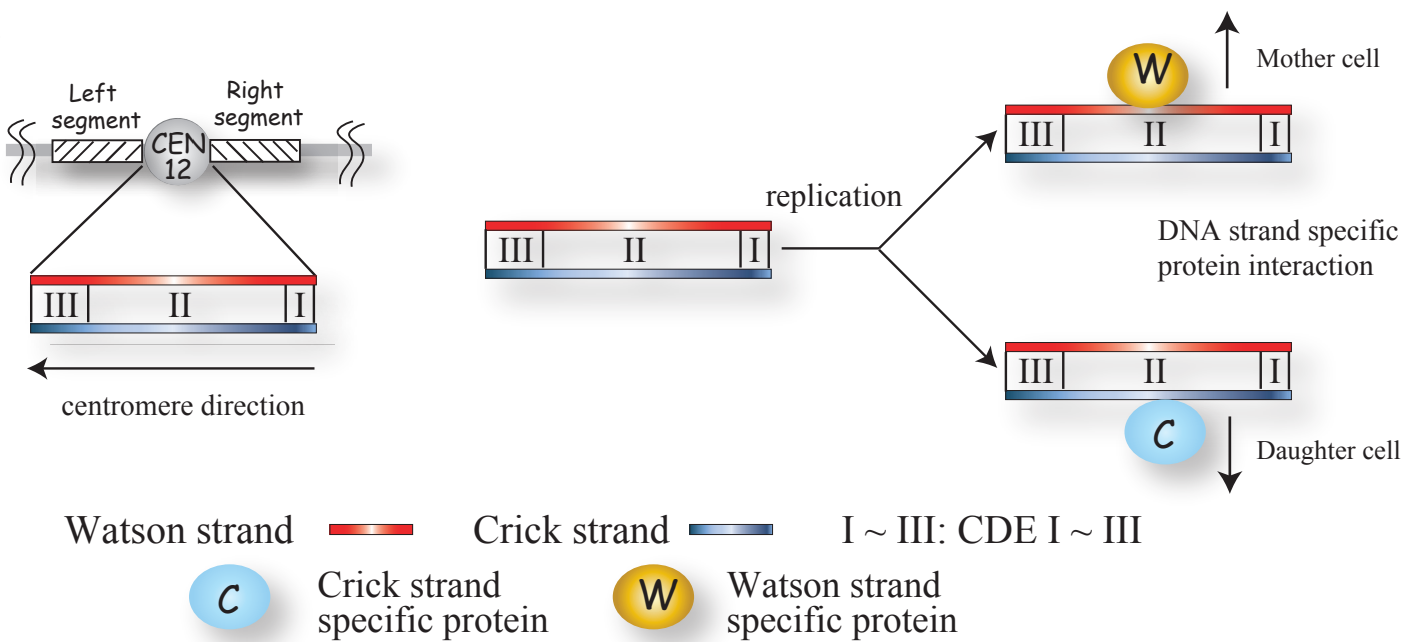 Left
segment
Right
segment
CEN
12
III II I
centromere direction
replication
III II I
W
Mother cell
III II I
DNA strand specific
protein interaction
III II I
C
Daughter cell
Watson strand
Crick strand
I ~ III: CDE I ~ III
C
Crick strand
specific protein
W
Watson strand
specific protein